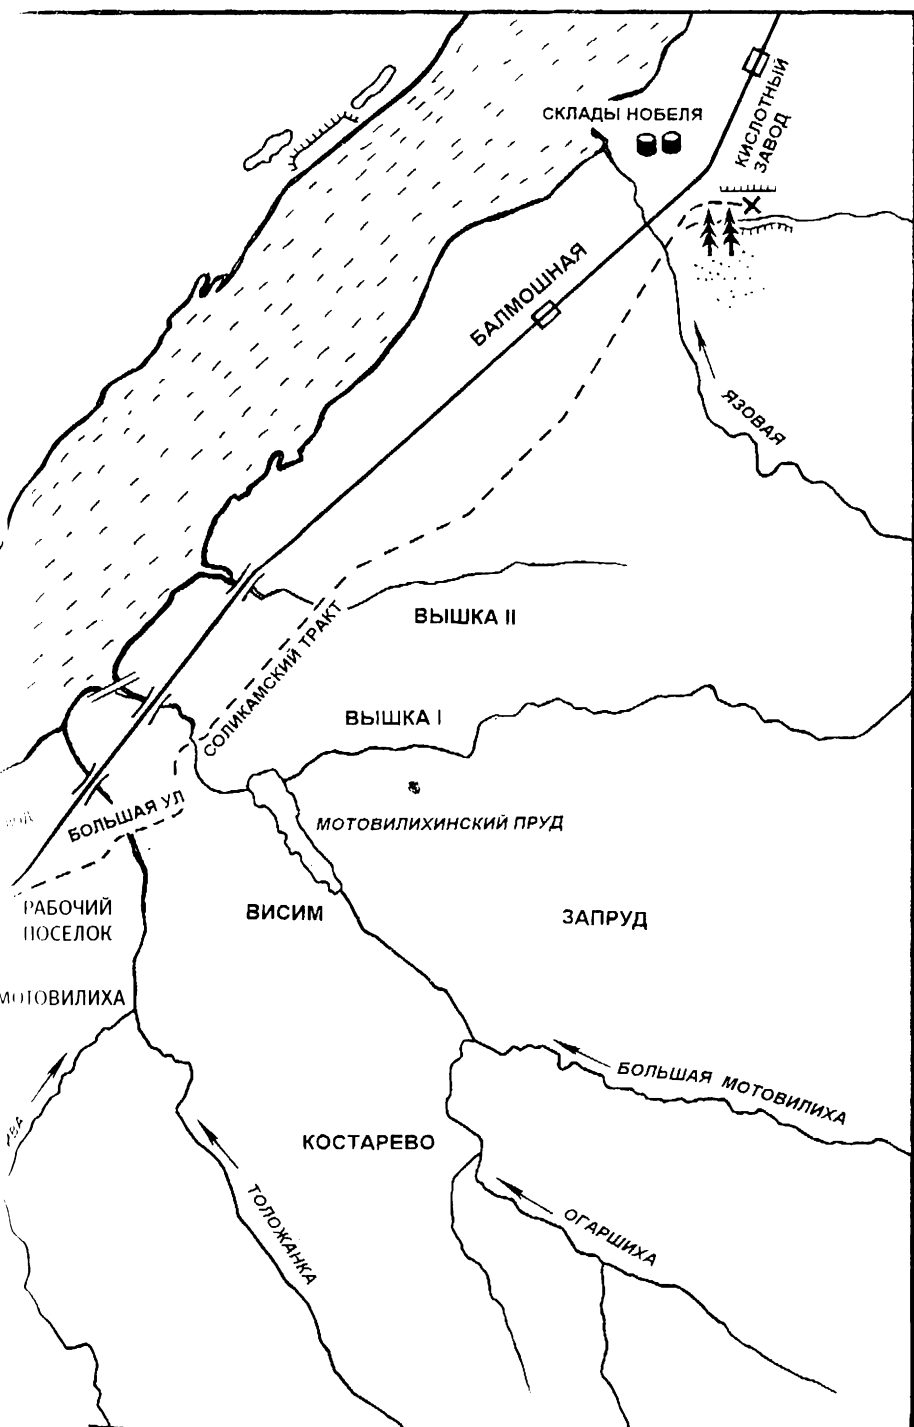 СКЛАДЫ НОБЕЛЯ
КИСЛОТНЫЙ
ЗАВОД
БАЛМОШНАЯ
ЯЗОВАЯ
ВЫШКА II
СОЛИКАМСКИЙ ТРАКТ
ВЫШКА I
БОЛЬШАЯ УЛ
МОТОВИЛИХИНСКИЙ ПРУД
РАБОЧИЙ
ПОСЕЛОК
ВИСИМ
ЗАПРУД
МОТОВИЛИХА
БОЛЬШАЯ МОТОВИЛИХА
ИВА
КОСТАРЕВО
ТОЛОЖАНКА
ОГАРШИХА